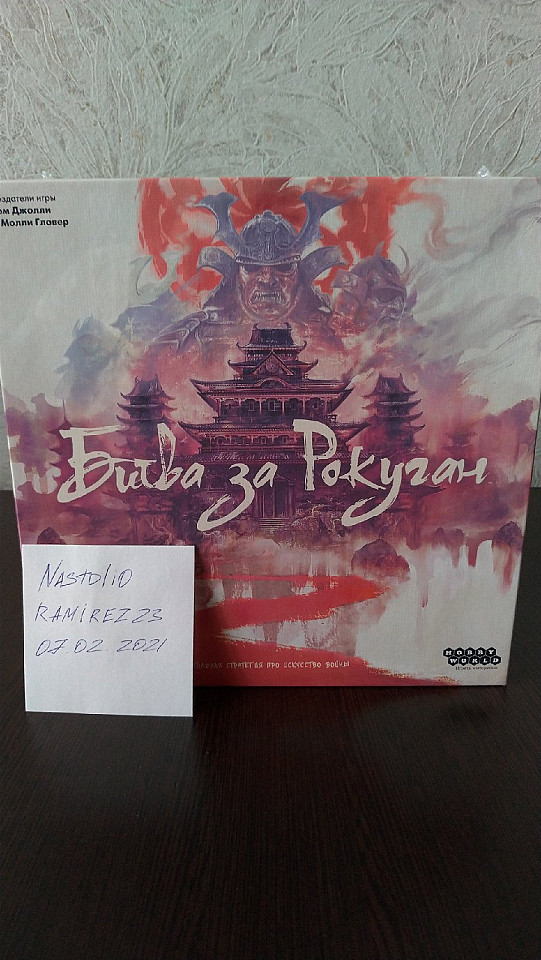 оздатели игры
ом Джолли
Молли Гловер
Битва за Рокуган
Nastolio
Ramirez23
07.02.2021
стратегия про искусство войны
HOBBY
WORLD